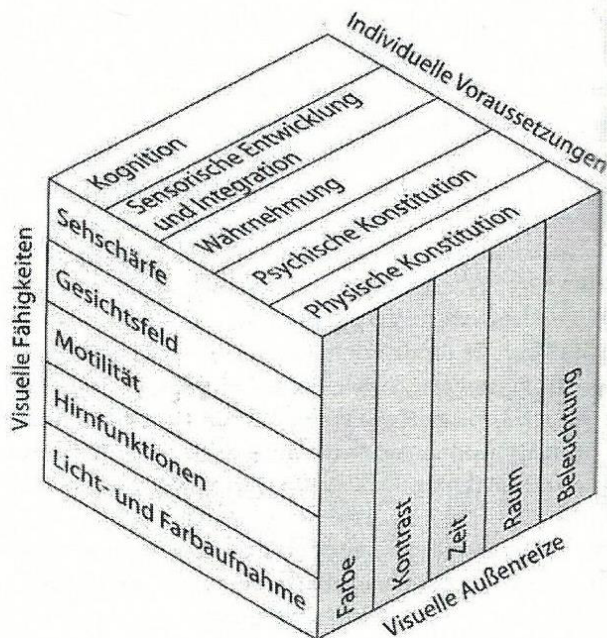 Individuelle Voraussetzungen
Kognition
Sensorische Entwicklung
und Integration
Wahrnehmung
Psychische Konstitution
Physische Konstitution
Visuelle Fähigkeiten
Sehschärfe
Gesichtsfeld
Motilität
Hirnfunktionen
Licht- und Farbaufnahme
Farbe
Kontrast
Zeit
Raum
Beleuchtung
Visuelle Außenreize